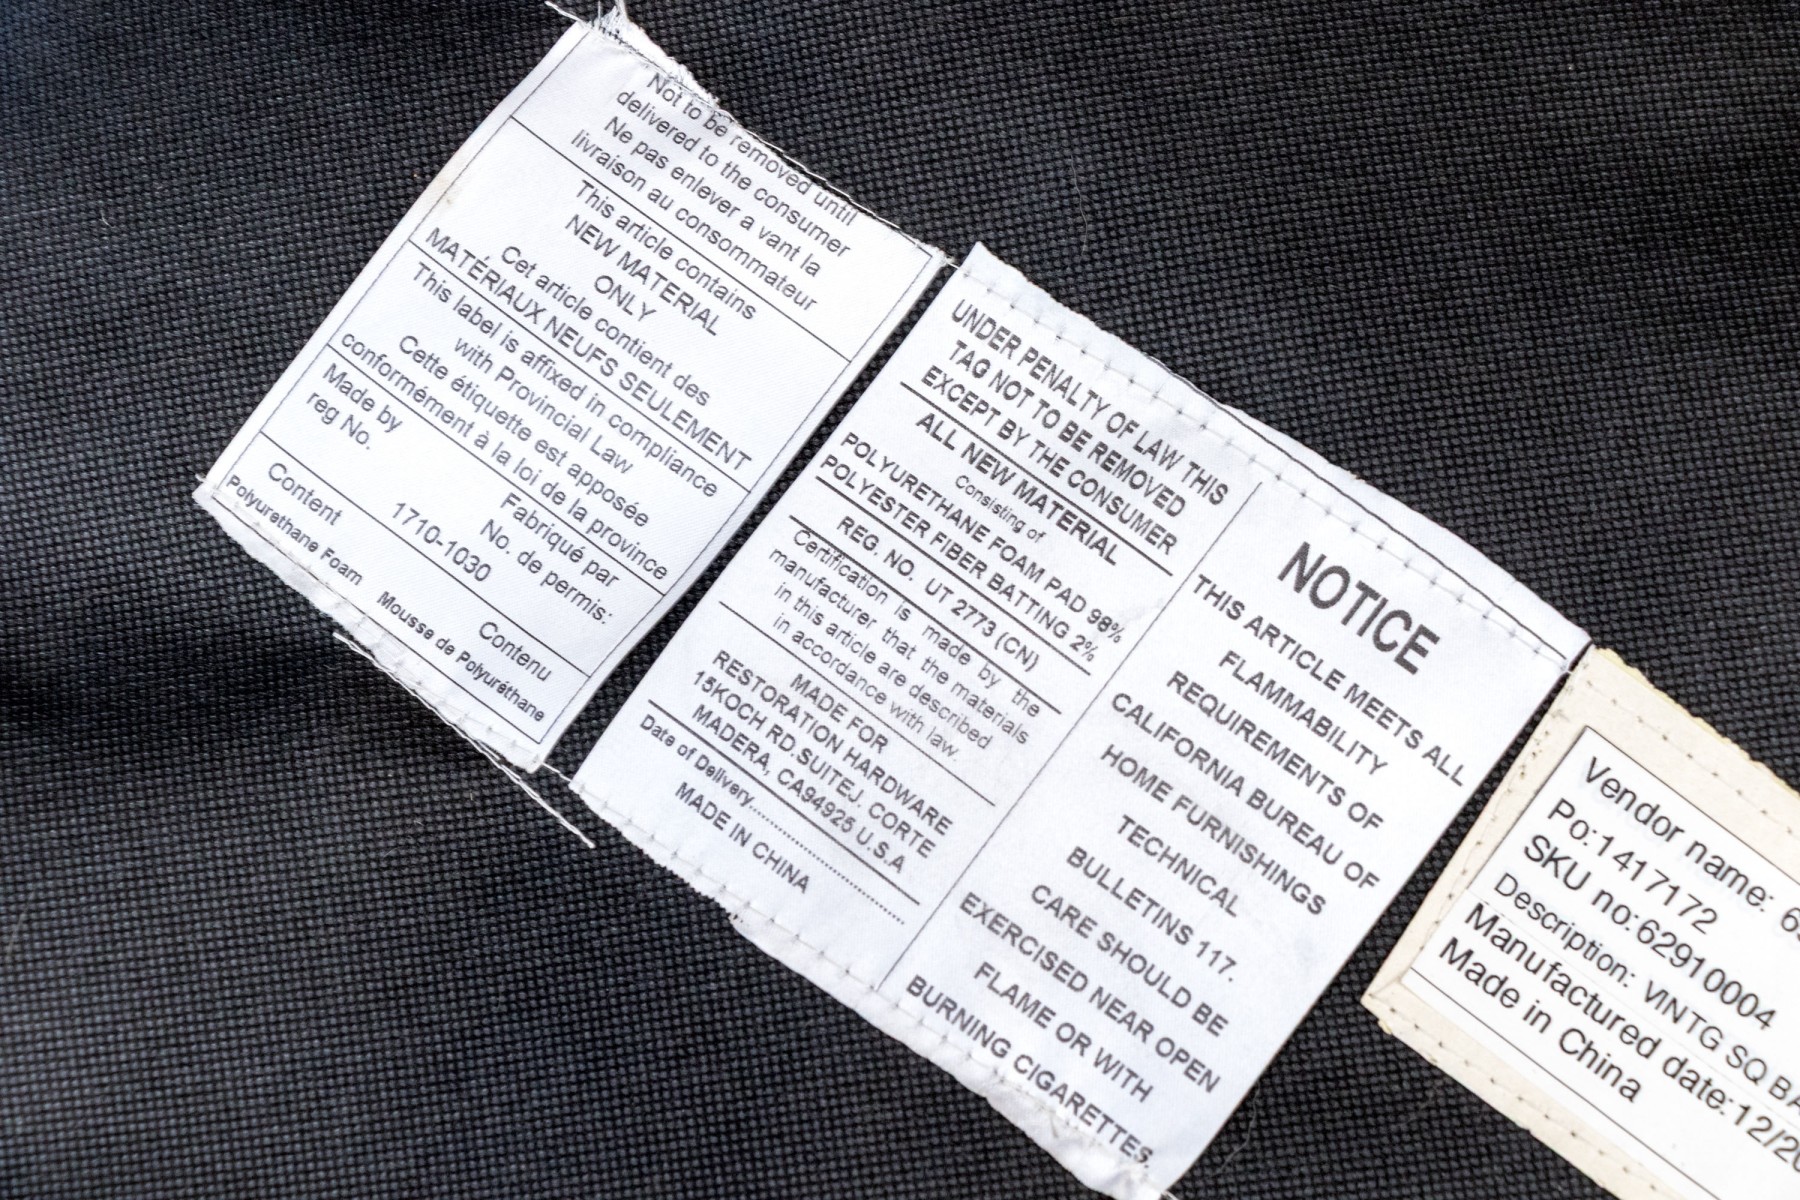 Not to be removed until
delivered to the consumer
Ne pas enlever a vant la
livraison au consommateur
This article contains
NEW MATERIAL
ONLY
Cet article contient des
MATÉRIAUX NEUFS SEULEMENT
This label is affixed in compliance
with Provincial Law
Cette étiquette est apposée
conformément à la loi de la province
Made by Fabriqué par
reg No. No. de permis:
1710-1030
Content Contenu
Polyurethane Foam Mousse de Polyuréthane
UNDER PENALTY OF LAW THIS
TAG NOT TO BE REMOVED
EXCEPT BY THE CONSUMER
ALL NEW MATERIAL
Consisting of
POLYURETHANE FOAM PAD 98%
POLYESTER FIBER BATTING 2%
REG. NO. UT 2773 (CN)
Certification is made by the
manufacturer that the materials
in this article are described
in accordance with law.
MADE FOR
RESTORATION HARDWARE
15KOCH RD.SUITEJ. CORTE
MADERA, CA94925 U.S.A
Date of Delivery..............................
MADE IN CHINA
NOTICE
THIS ARTICLE MEETS ALL
FLAMMABILITY
REQUIREMENTS OF
CALIFORNIA BUREAU OF
HOME FURNISHINGS
TECHNICAL
BULLETINS 117.
CARE SHOULD BE
EXERCISED NEAR OPEN
FLAME OR WITH
BURNING CIGARETTES.
Vendor name:
Po:1417172
SKU no:62910004
Description: VINTG SQ BA
Manufactured date:12/20
Made in China